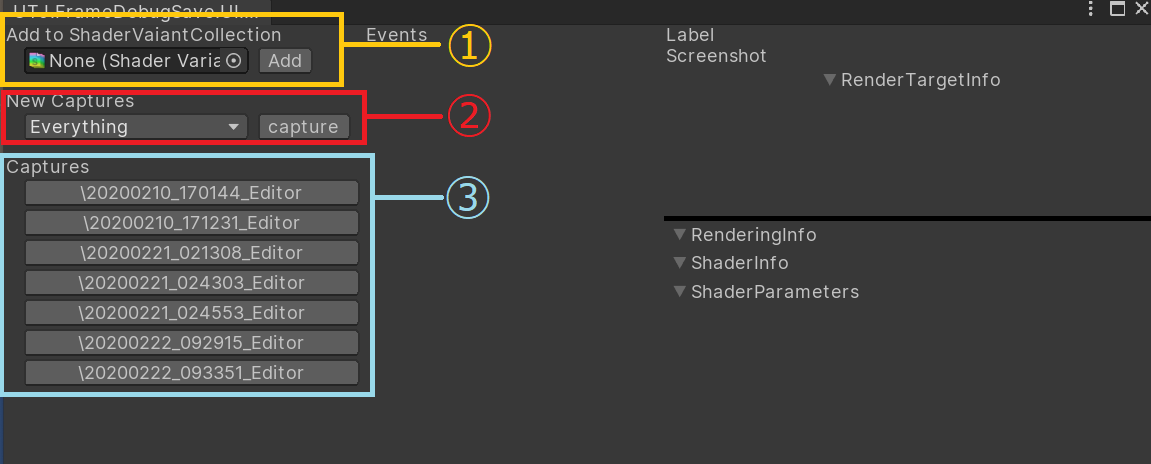 UTJ.FrameDebugSave.UI....
Add to ShaderVaiantCollection
None (Shader Varia
Add
①
New Captures
Everything
capture
②
Captures
\20200210_170144_Editor
\20200210_171231_Editor
\20200221_021308_Editor
\20200221_024303_Editor
\20200221_024553_Editor
\20200222_092915_Editor
\20200222_093351_Editor
③
Events
Label
Screenshot
RenderTargetInfo
RenderingInfo
ShaderInfo
ShaderParameters